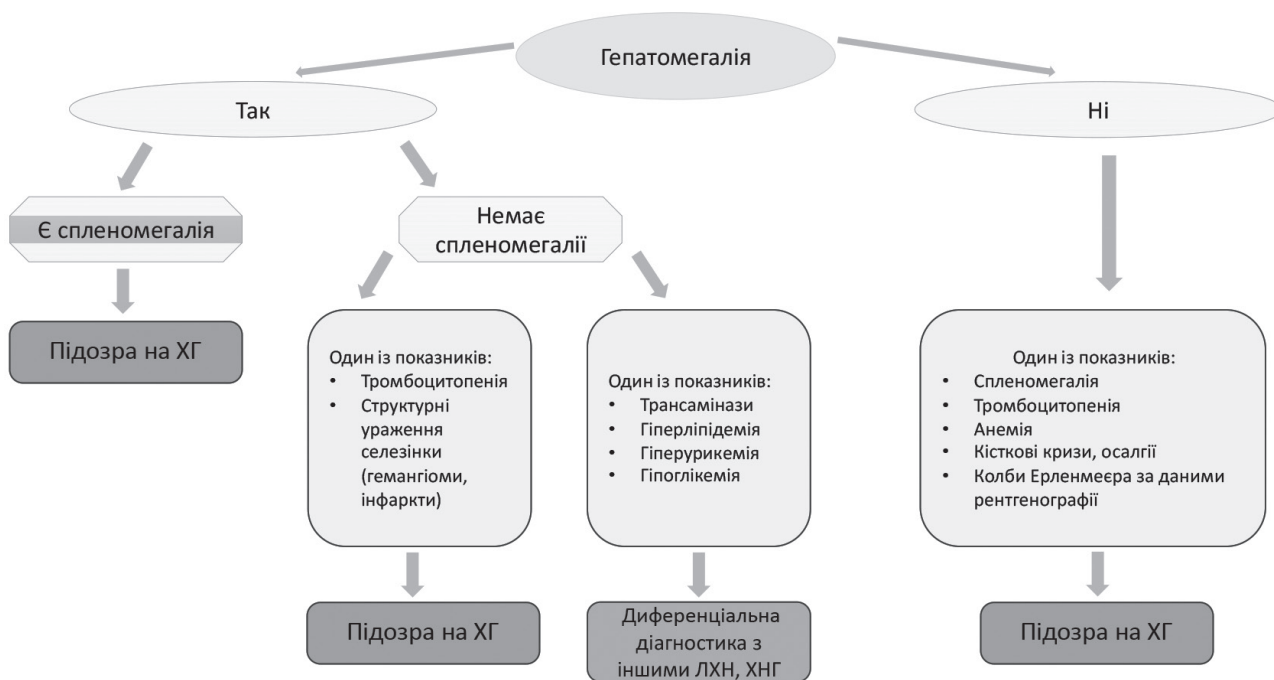 Гепатомегалія
Так
Ні
Є спленомегалія
Немає
спленомегалії
Підозра на ХГ
Один із показників:
• Тромбоцитопенія
• Структурні
ураження
селезінки
(гемангіоми,
інфаркти)
Один із показників:
• Трансамінази
• Гіперліпідемія
• Гіперурикемія
• Гіпоглікемія
Один із показників:
• Спленомегалія
• Тромбоцитопенія
• Анемія
• Кісткові кризи, осалгії
• Колби Ерленмеєра за даними
рентгенографії
Підозра на ХГ
Диференціальна
діагностика з
іншими ЛХН, ХНГ
Підозра на ХГ